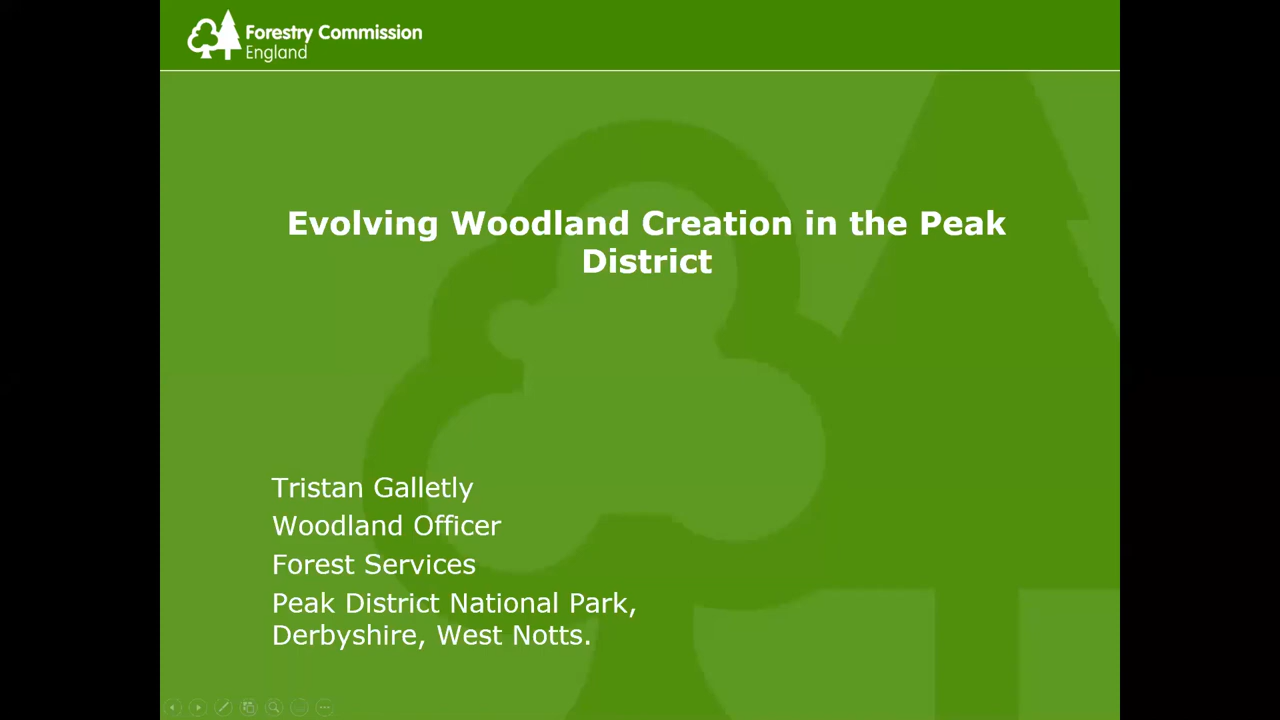 Forestry Commission
England
Evolving Woodland Creation in the Peak
District
Tristan Galletly
Woodland Officer
Forest Services
Peak District National Park,
Derbyshire, West Notts.